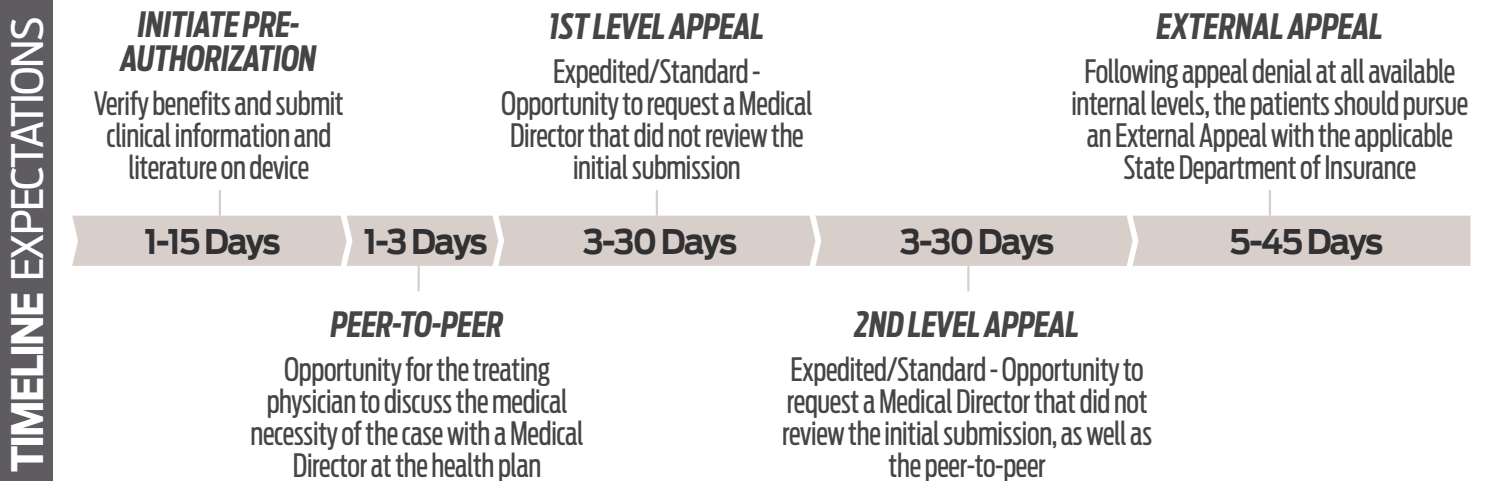 TIMELINE EXPECTATIONS
INITIATE PRE-
AUTHORIZATION
Verify benefits and submit
clinical information and
literature on device
1ST LEVEL APPEAL
Expedited/Standard -
Opportunity to request a Medical
Director that did not review the
initial submission
EXTERNAL APPEAL
Following appeal denial at all available
internal levels, the patients should pursue
an External Appeal with the applicable
State Department of Insurance
1-15 Days
1-3 Days
3-30 Days
3-30 Days
5-45 Days
PEER-TO-PEER
Opportunity for the treating
physician to discuss the medical
necessity of the case with a Medical
Director at the health plan
2ND LEVEL APPEAL
Expedited/Standard - Opportunity to
request a Medical Director that did not
review the initial submission, as well as
the peer-to-peer